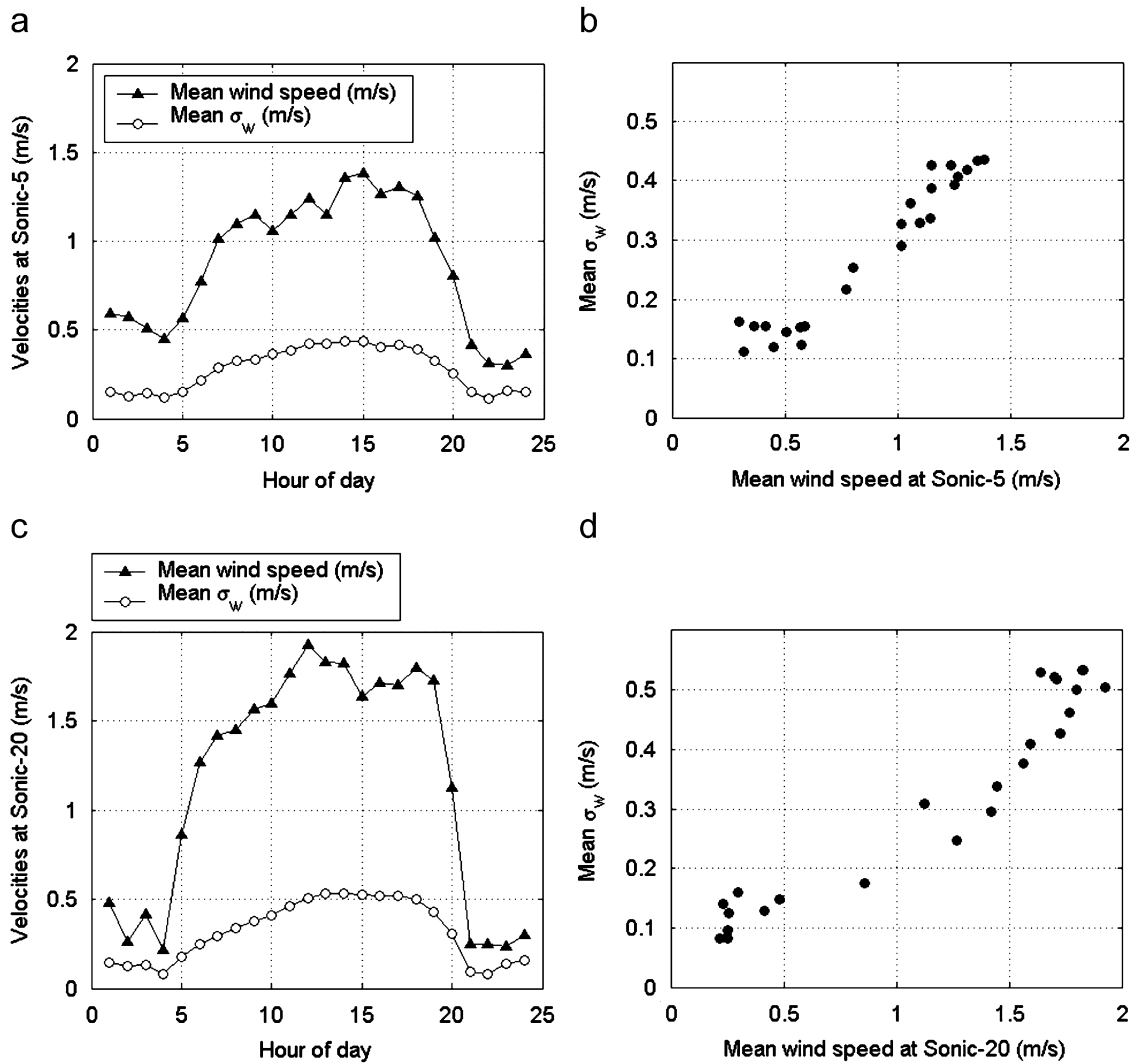 a
2
1.5
1
0.5
0
Velocities at Sonic-5 (m/s)
Mean wind speed (m/s)
Mean σw (m/s)
0 5 10 15 20 25
Hour of day
b
0.5
0.4
0.3
0.2
0.1
0
Mean σw (m/s)
0 0.5 1 1.5 2
Mean wind speed at Sonic-5 (m/s)
c
Mean wind speed (m/s)
Mean σw (m/s)
2
1.5
1
0.5
0
Velocities at Sonic-20 (m/s)
0 5 10 15 20 25
Hour of day
d
0.5
0.4
0.3
0.2
0.1
0
Mean σw (m/s)
0 0.5 1 1.5 2
Mean wind speed at Sonic-20 (m/s)